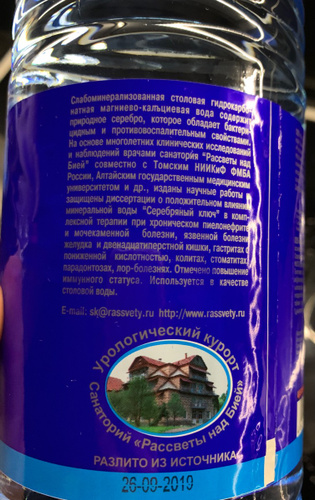 Слабоминерализованная столовая гидрокарбо-
натная магниево-кальциевая вода содержит
природное серебро, которое обладает бактери-
цидным и противовоспалительным свойствами.
На основе многолетних клинических исследований
и наблюдений врачами санатория "Рассветы над
Бией" совместно с Томским НИИКиФ ФМБА
России, Алтайским государственным медицинским
университетом и др., изданы научные работы и
защищены диссертации о положительном влиянии
минеральной воды "Серебряный ключ" в комп-
лексной терапии при хроническом пиелонефрите
и мочекаменной болезни, язвенной болезни
желудка и двенадцатиперстной кишки, гастритах с
пониженной кислотностью, колитах, стоматитах,
парадонтозах, лор-болезнях. Отмечено повышение
иммунного статуса. Используется в качестве
столовой воды.
E-mail: sk@rassvety.ru http://www.rassvety.ru
Урологический курорт
Санаторий «Рассветы над Бией»
РАЗЛИТО ИЗ ИСТОЧНИКА
26-09-2019